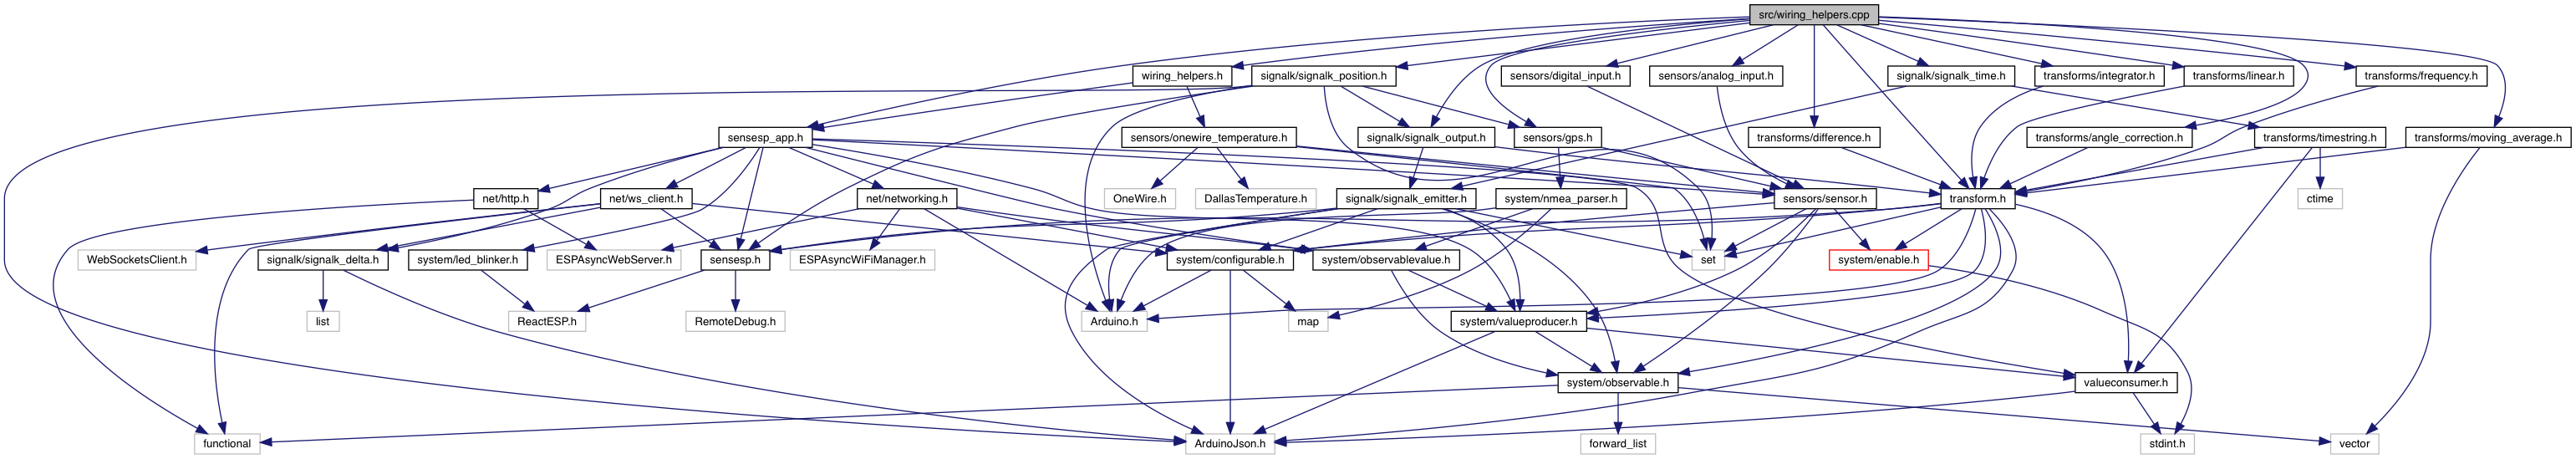 src/wiring_helpers.cpp
wiring_helpers.h
signalk/signalk_position.h
sensors/digital_input.h
sensors/analog_input.h
signalk/signalk_time.h
transforms/integrator.h
transforms/linear.h
transforms/frequency.h
sensesp_app.h
sensors/onewire_temperature.h
signalk/signalk_output.h
sensors/gps.h
transforms/difference.h
transforms/angle_correction.h
transforms/timestring.h
transforms/moving_average.h
net/http.h
net/ws_client.h
net/networking.h
OneWire.h
DallasTemperature.h
signalk/signalk_emitter.h
system/nmea_parser.h
sensors/sensor.h
transform.h
ctime
WebSocketsClient.h
signalk/signalk_delta.h
system/led_blinker.h
ESPAsyncWebServer.h
sensesp.h
ESPAsyncWiFiManager.h
system/configurable.h
system/observablevalue.h
set
system/enable.h
list
ReactESP.h
RemoteDebug.h
Arduino.h
map
system/valueproducer.h
system/observable.h
valueconsumer.h
functional
ArduinoJson.h
forward_list
stdint.h
vector